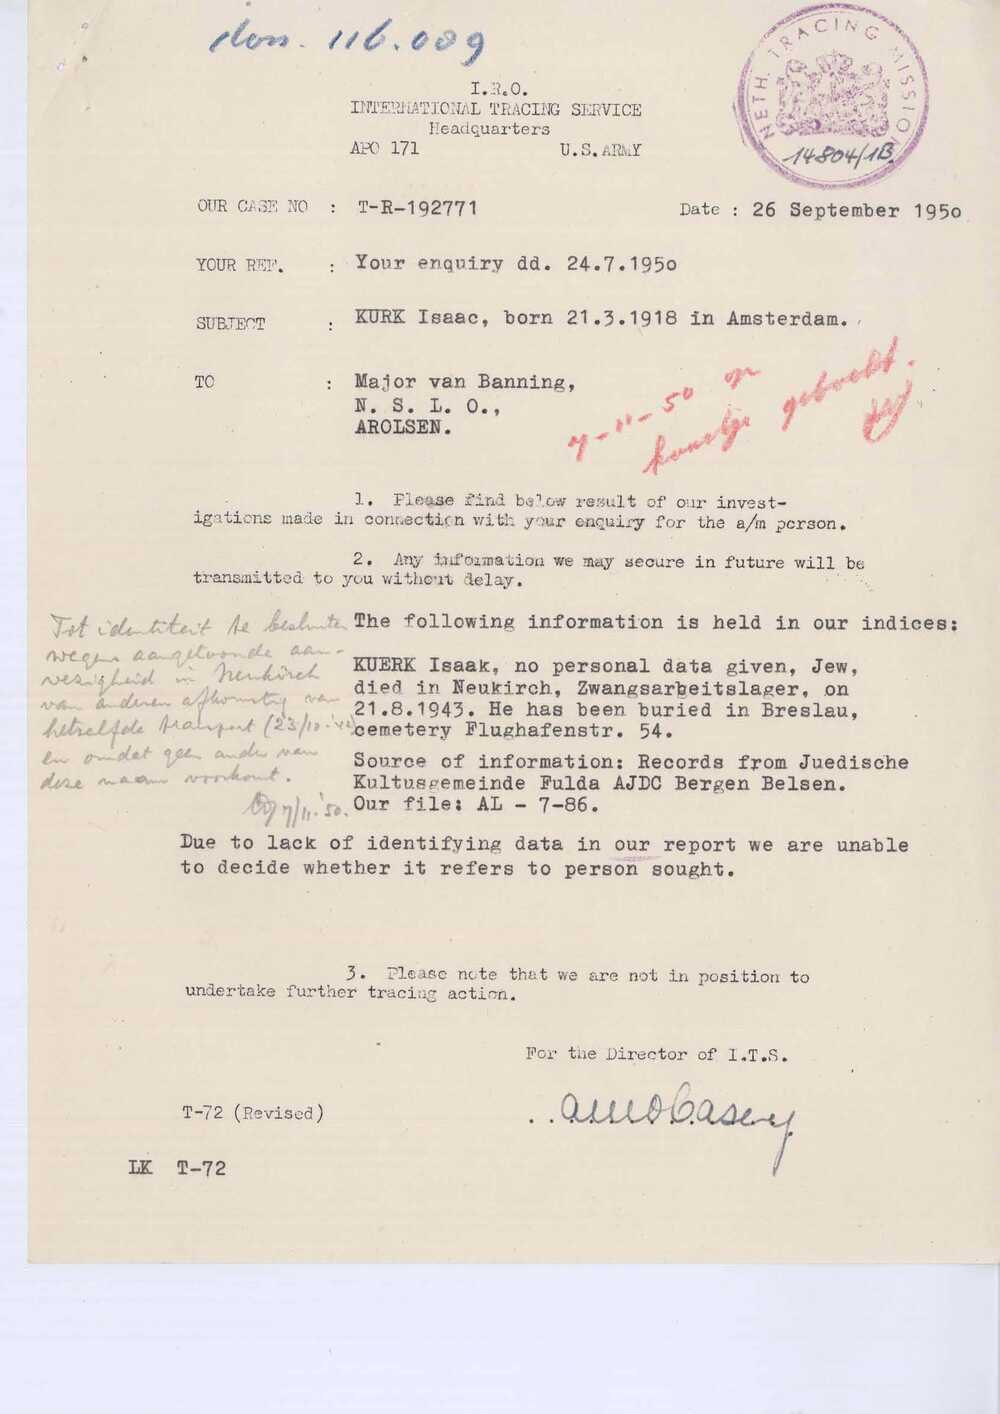 dos. 116.009
NETH. TRACING MISSION
14804/1B.
I.R.O.
INTERNATIONAL TRACING SERVICE
Headquarters
APO 171 U.S.ARMY
OUR CASE NO : T-R-192771 Date : 26 September 1950
YOUR REF. : Your enquiry dd. 24.7.1950
SUBJECT : KURK Isaac, born 21.3.1918 in Amsterdam.
TO : Major van Banning,
N. S. L. O.,
AROLSEN.
7-11-50 op
kaartje geboekt.
1. Please find below result of our invest-
igations made in connection with your enquiry for the a/m person.
2. Any information we may secure in future will be
transmitted to you without delay.
Tot identiteit te besluiten
wegens aangetoonde aan-
wezigheid in Neukirch
van anderen afkomstig van
hetzelfde transport (23/10-'42)
en omdat geen ander van
deze naam voorkomt.
7/11.'50.
The following information is held in our indices:
KUERK Isaak, no personal data given, Jew,
died in Neukirch, Zwangsarbeitslager, on
21.8.1943. He has been buried in Breslau,
cemetery Flughafenstr. 54.
Source of information: Records from Juedische
Kultusgemeinde Fulda AJDC Bergen Belsen.
Our file: AL - 7-86.
Due to lack of identifying data in our report we are unable
to decide whether it refers to person sought.
3. Please note that we are not in position to
undertake further tracing action.
For the Director of I.T.S.
T-72 (Revised)
LK T-72